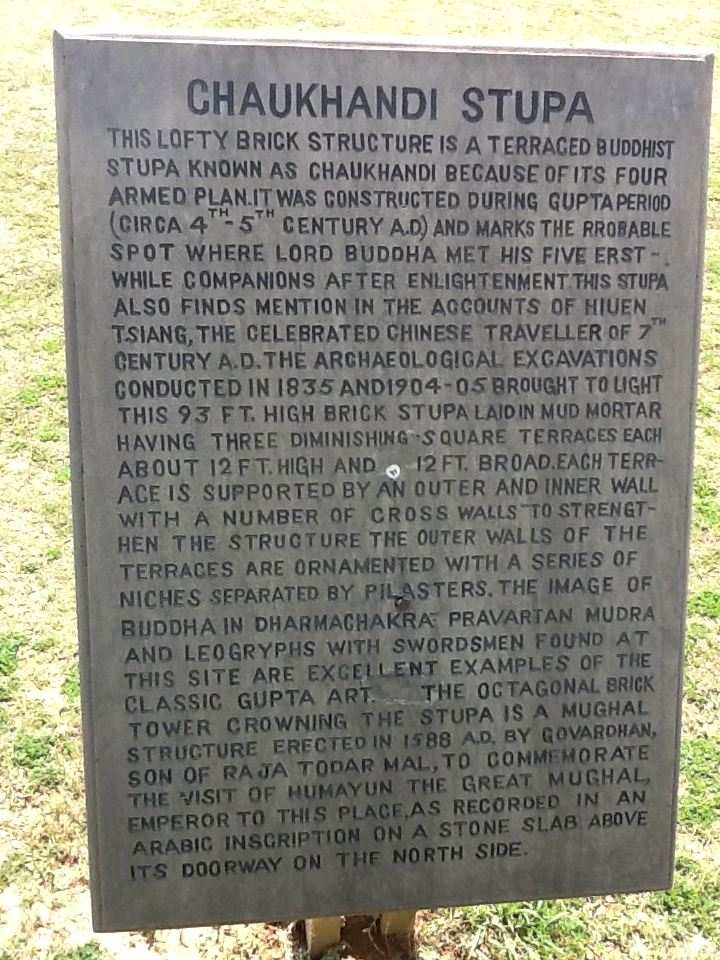 CHAUKHANDI STUPA
THIS LOFTY BRICK STRUCTURE IS A TERRACED BUDDHIST
STUPA KNOWN AS CHAUKHANDI BECAUSE OF ITS FOUR
ARMED PLAN. IT WAS CONSTRUCTED DURING GUPTA PERIOD
(CIRCA 4TH-5TH CENTURY A.D) AND MARKS THE RROBABLE
SPOT WHERE LORD BUDDHA MET HIS FIVE ERST-
WHILE COMPANIONS AFTER ENLIGHTENMENT.THIS STUPA
ALSO FINDS MENTION IN THE ACCOUNTS OF HIUEN
TSIANG, THE CELEBRATED CHINESE TRAVELLER OF 7TH
CENTURY A.D. THE ARCHAEOLOGICAL EXCAVATIONS
CONDUCTED IN 1835 AND 1904-05 BROUGHT TO LIGHT
THIS 93 FT. HIGH BRICK STUPA LAID IN MUD MORTAR
HAVING THREE DIMINISHING SQUARE TERRACES EACH
ABOUT 12 FT. HIGH AND 12 FT. BROAD. EACH TERR-
ACE IS SUPPORTED BY AN OUTER AND INNER WALL
WITH A NUMBER OF CROSS WALLS TO STRENGT-
HEN THE STRUCTURE THE OUTER WALLS OF THE
TERRACES ARE ORNAMENTED WITH A SERIES OF
NICHES SEPARATED BY PILASTERS. THE IMAGE OF
BUDDHA IN DHARMACHAKRA PRAVARTAN MUDRA
AND LEOGRYPHS WITH SWORDSMEN FOUND AT
THIS SITE ARE EXCELLENT EXAMPLES OF THE
CLASSIC GUPTA ART. THE OCTAGONAL BRICK
TOWER CROWNING THE STUPA IS A MUGHAL
STRUCTURE ERECTED IN 1588 A.D. BY GOVARDHAN,
SON OF RAJA TODAR MAL, TO COMMEMORATE
THE VISIT OF HUMAYUN THE GREAT MUGHAL,
EMPEROR TO THIS PLACE, AS RECORDED IN AN
ARABIC INSCRIPTION ON A STONE SLAB ABOVE
ITS DOORWAY ON THE NORTH SIDE.